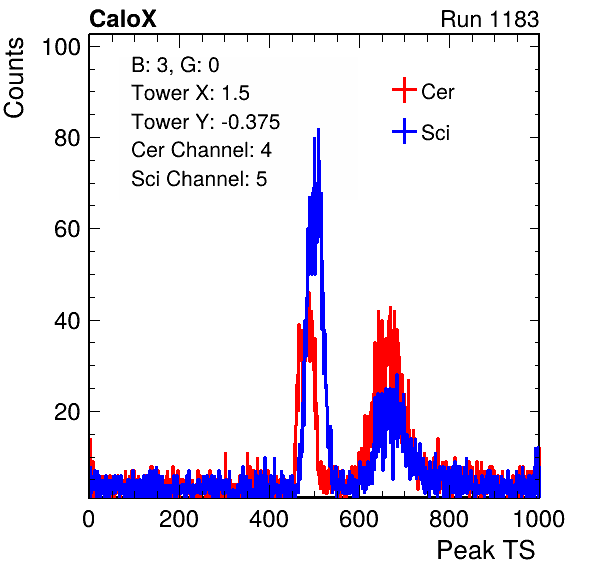 CaloX Run 1183
Counts
100
80
60
40
20
B: 3, G: 0
Tower X: 1.5
Tower Y: -0.375
Cer Channel: 4
Sci Channel: 5
Cer
Sci
0 200 400 600 800 1000
Peak TS